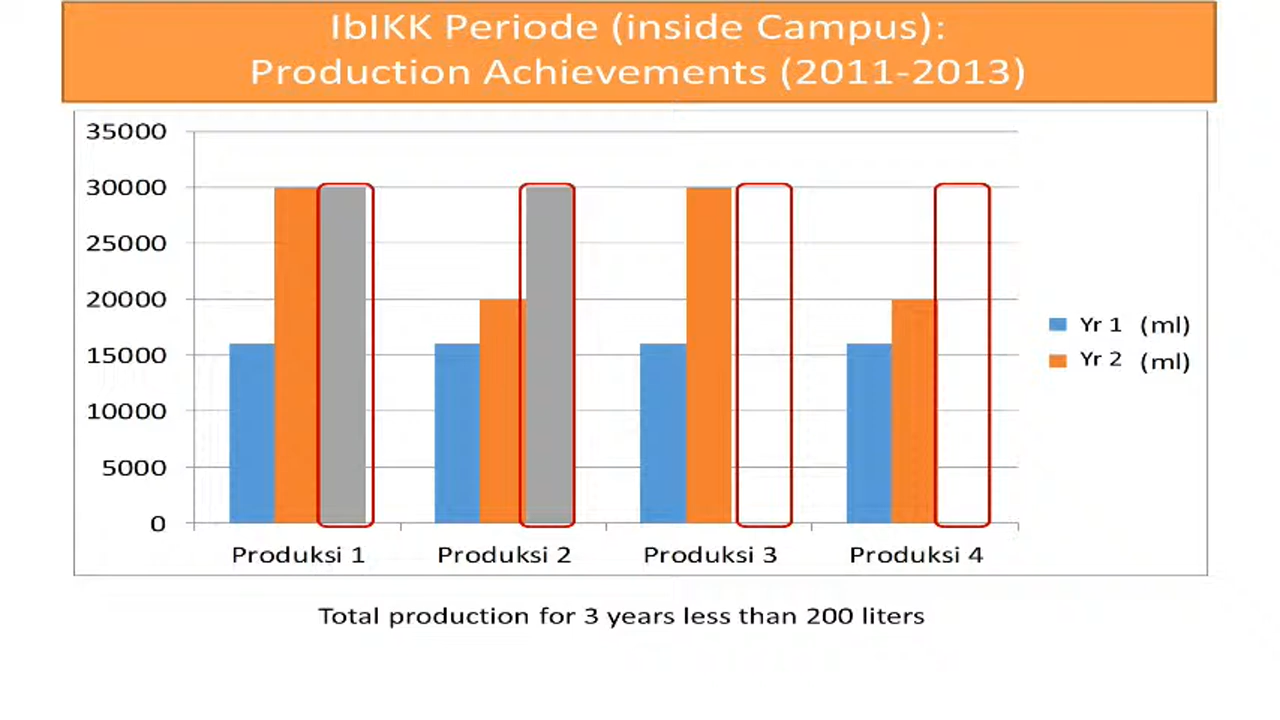 IbIKK Periode (inside Campus):
Production Achievements (2011-2013)
35000
30000
25000
20000
15000
10000
5000
0
Produksi 1 Produksi 2 Produksi 3 Produksi 4
Yr 1 (ml)
Yr 2 (ml)
Total production for 3 years less than 200 liters